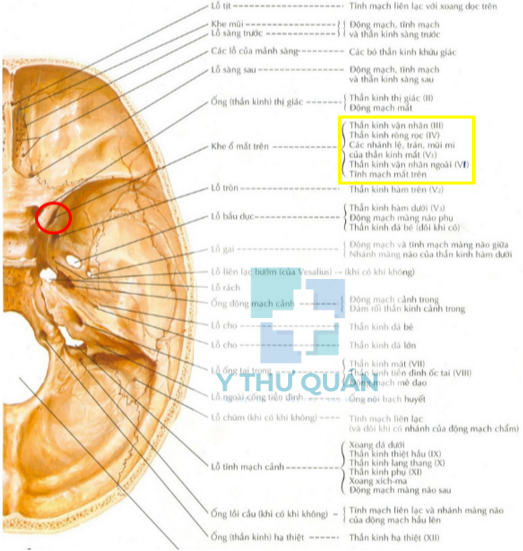 Lỗ tịt Tĩnh mạch liên lạc với xoang dọc trên
Khe mũi Động mạch, tĩnh mạch
Lỗ sàng trước và thần kinh sàng trước
Các lỗ của mảnh sàng Các bó thần kinh khứu giác
Lỗ sàng sau Động mạch, tĩnh mạch
và thần kinh sàng sau
Ống (thần kinh) thị giác Thần kinh thị giác (II)
Động mạch mắt
Thần kinh vận nhãn (III)
Thần kinh ròng rọc (IV)
Khe ổ mắt trên Các nhánh lệ, trán, mũi mi
của thần kinh mắt (V₁)
Thần kinh vận nhãn ngoài (VI)
Tĩnh mạch mắt trên
Lỗ tròn Thần kinh hàm trên (V₂)
Thần kinh hàm dưới (V₃)
Lỗ bầu dục Động mạch màng não phụ
Thần kinh đá bé (đôi khi có)
Lỗ gai Động mạch và tĩnh mạch màng não giữa
Nhánh màng não của thần kinh hàm dưới
Lỗ liên lạc bướm (của Vesalius) (khi có khi không)
Lỗ rách
Ống động mạch cảnh Động mạch cảnh trong
Đám rối thần kinh cảnh trong
Lỗ cho Thần kinh đá bé
Lỗ cho Thần kinh đá lớn
Thần kinh mặt (VII)
Lỗ ống tai trong Thần kinh tiền đình ốc tai (VIII)
Động mạch mê đạo
Y THƯ QUÁN
Lỗ ngoài cống tiền đình Ống nội bạch huyết
Lỗ chũm (khi có khi không) Tĩnh mạch liên lạc
(và đôi khi có nhánh của động mạch chẩm)
Xoang đá dưới
Thần kinh thiệt hầu (IX)
Lỗ tĩnh mạch cảnh Thần kinh lang thang (X)
Thần kinh phụ (XI)
Xoang xích-ma
Động mạch màng não sau
Ống lồi cầu (khi có khi không) Tĩnh mạch liên lạc và nhánh màng não
của động mạch hầu lên
Ống (thần kinh) hạ thiệt Thần kinh hạ thiệt (XII)